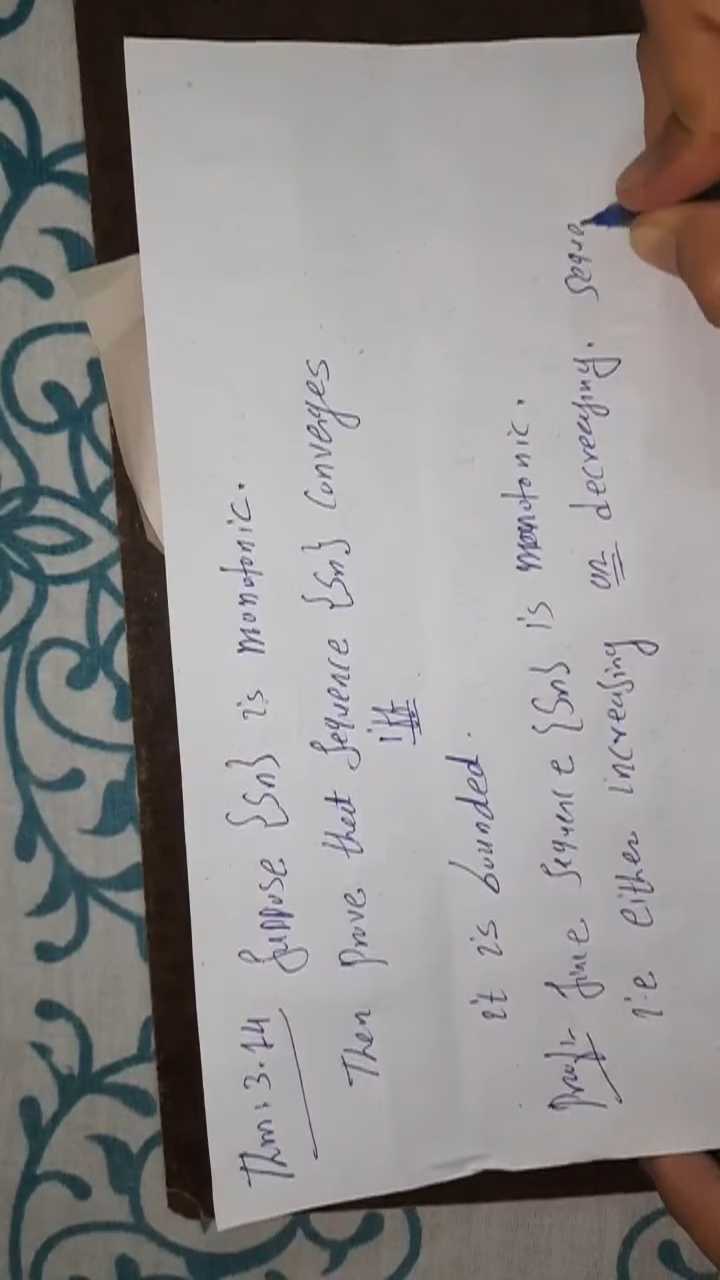 Thm: 3.14 Suppose {Sn} is monotonic.
Then prove that sequence {Sn} converges
iff
it is bounded.
Proof:- Since sequence {Sn} is monotonic.
i.e either increasing or decreasing. Seque